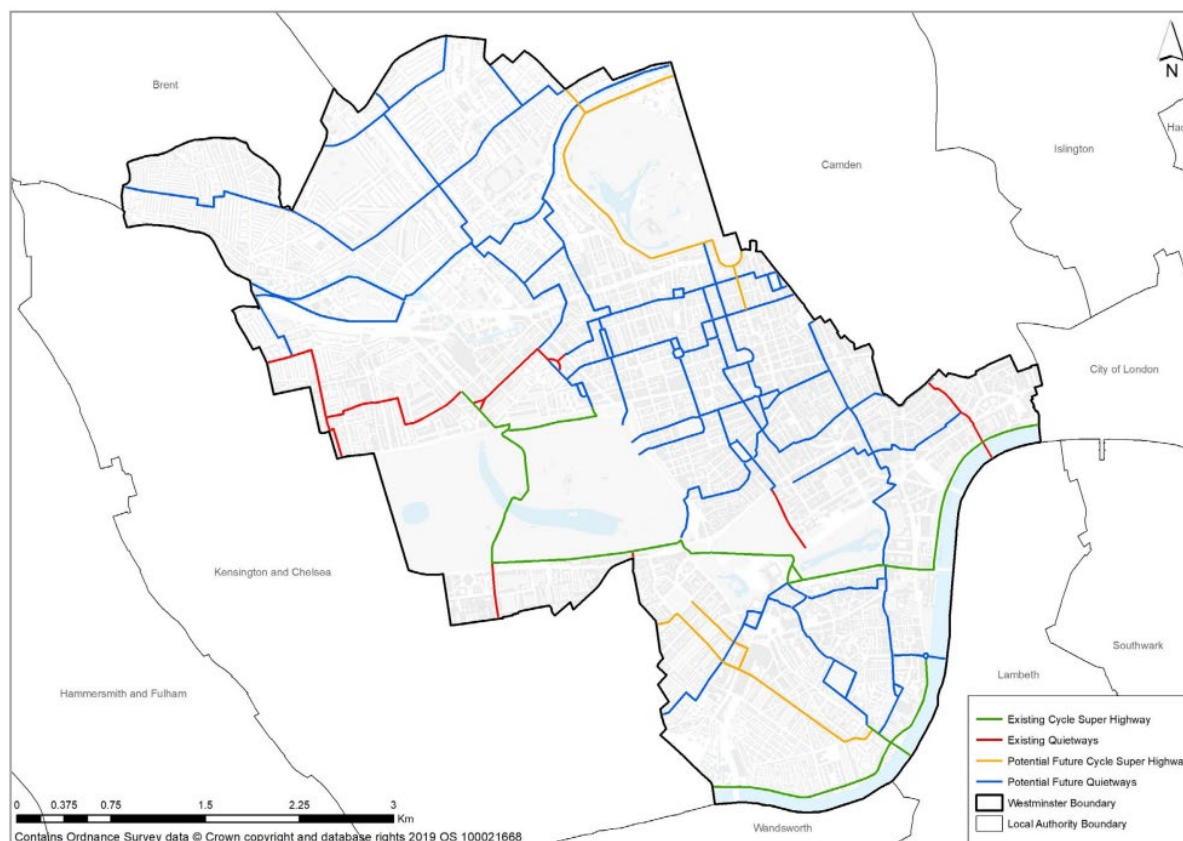 Brent
N
Camden
Islington
City of London
Kensington and Chelsea
Southwark
Lambeth
Hammersmith and Fulham
Wandsworth
Existing Cycle Super Highway
Existing Quietways
Potential Future Cycle Super Highway
Potential Future Quietways
Westminster Boundary
Local Authority Boundary
0 0.375 0.75 1.5 2.25 3
Km
Contains Ordnance Survey data © Crown copyright and database rights 2019 OS 100021668